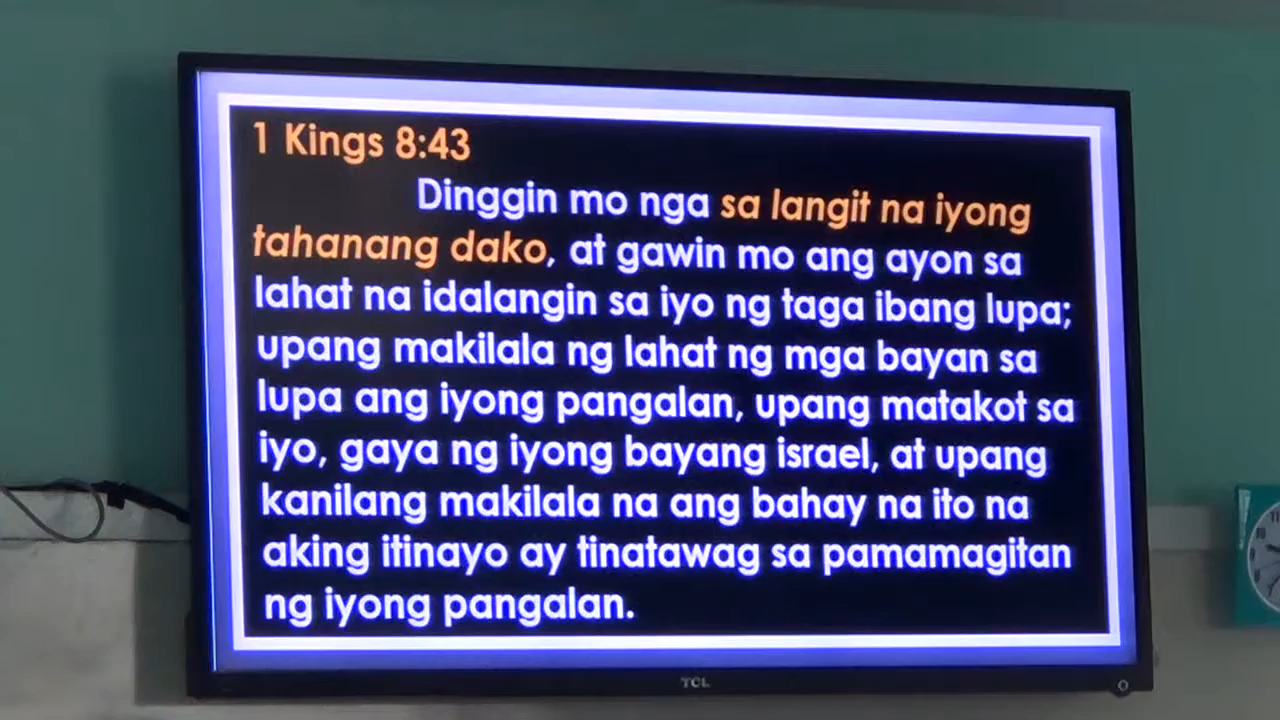 1 Kings 8:43
Dinggin mo nga sa langit na iyong
tahanang dako, at gawin mo ang ayon sa
lahat na idalangin sa iyo ng taga ibang lupa;
upang makilala ng lahat ng mga bayan sa
lupa ang iyong pangalan, upang matakot sa
iyo, gaya ng iyong bayang israel, at upang
kanilang makilala na ang bahay na ito na
aking itinayo ay tinatawag sa pamamagitan
ng iyong pangalan.
TCL